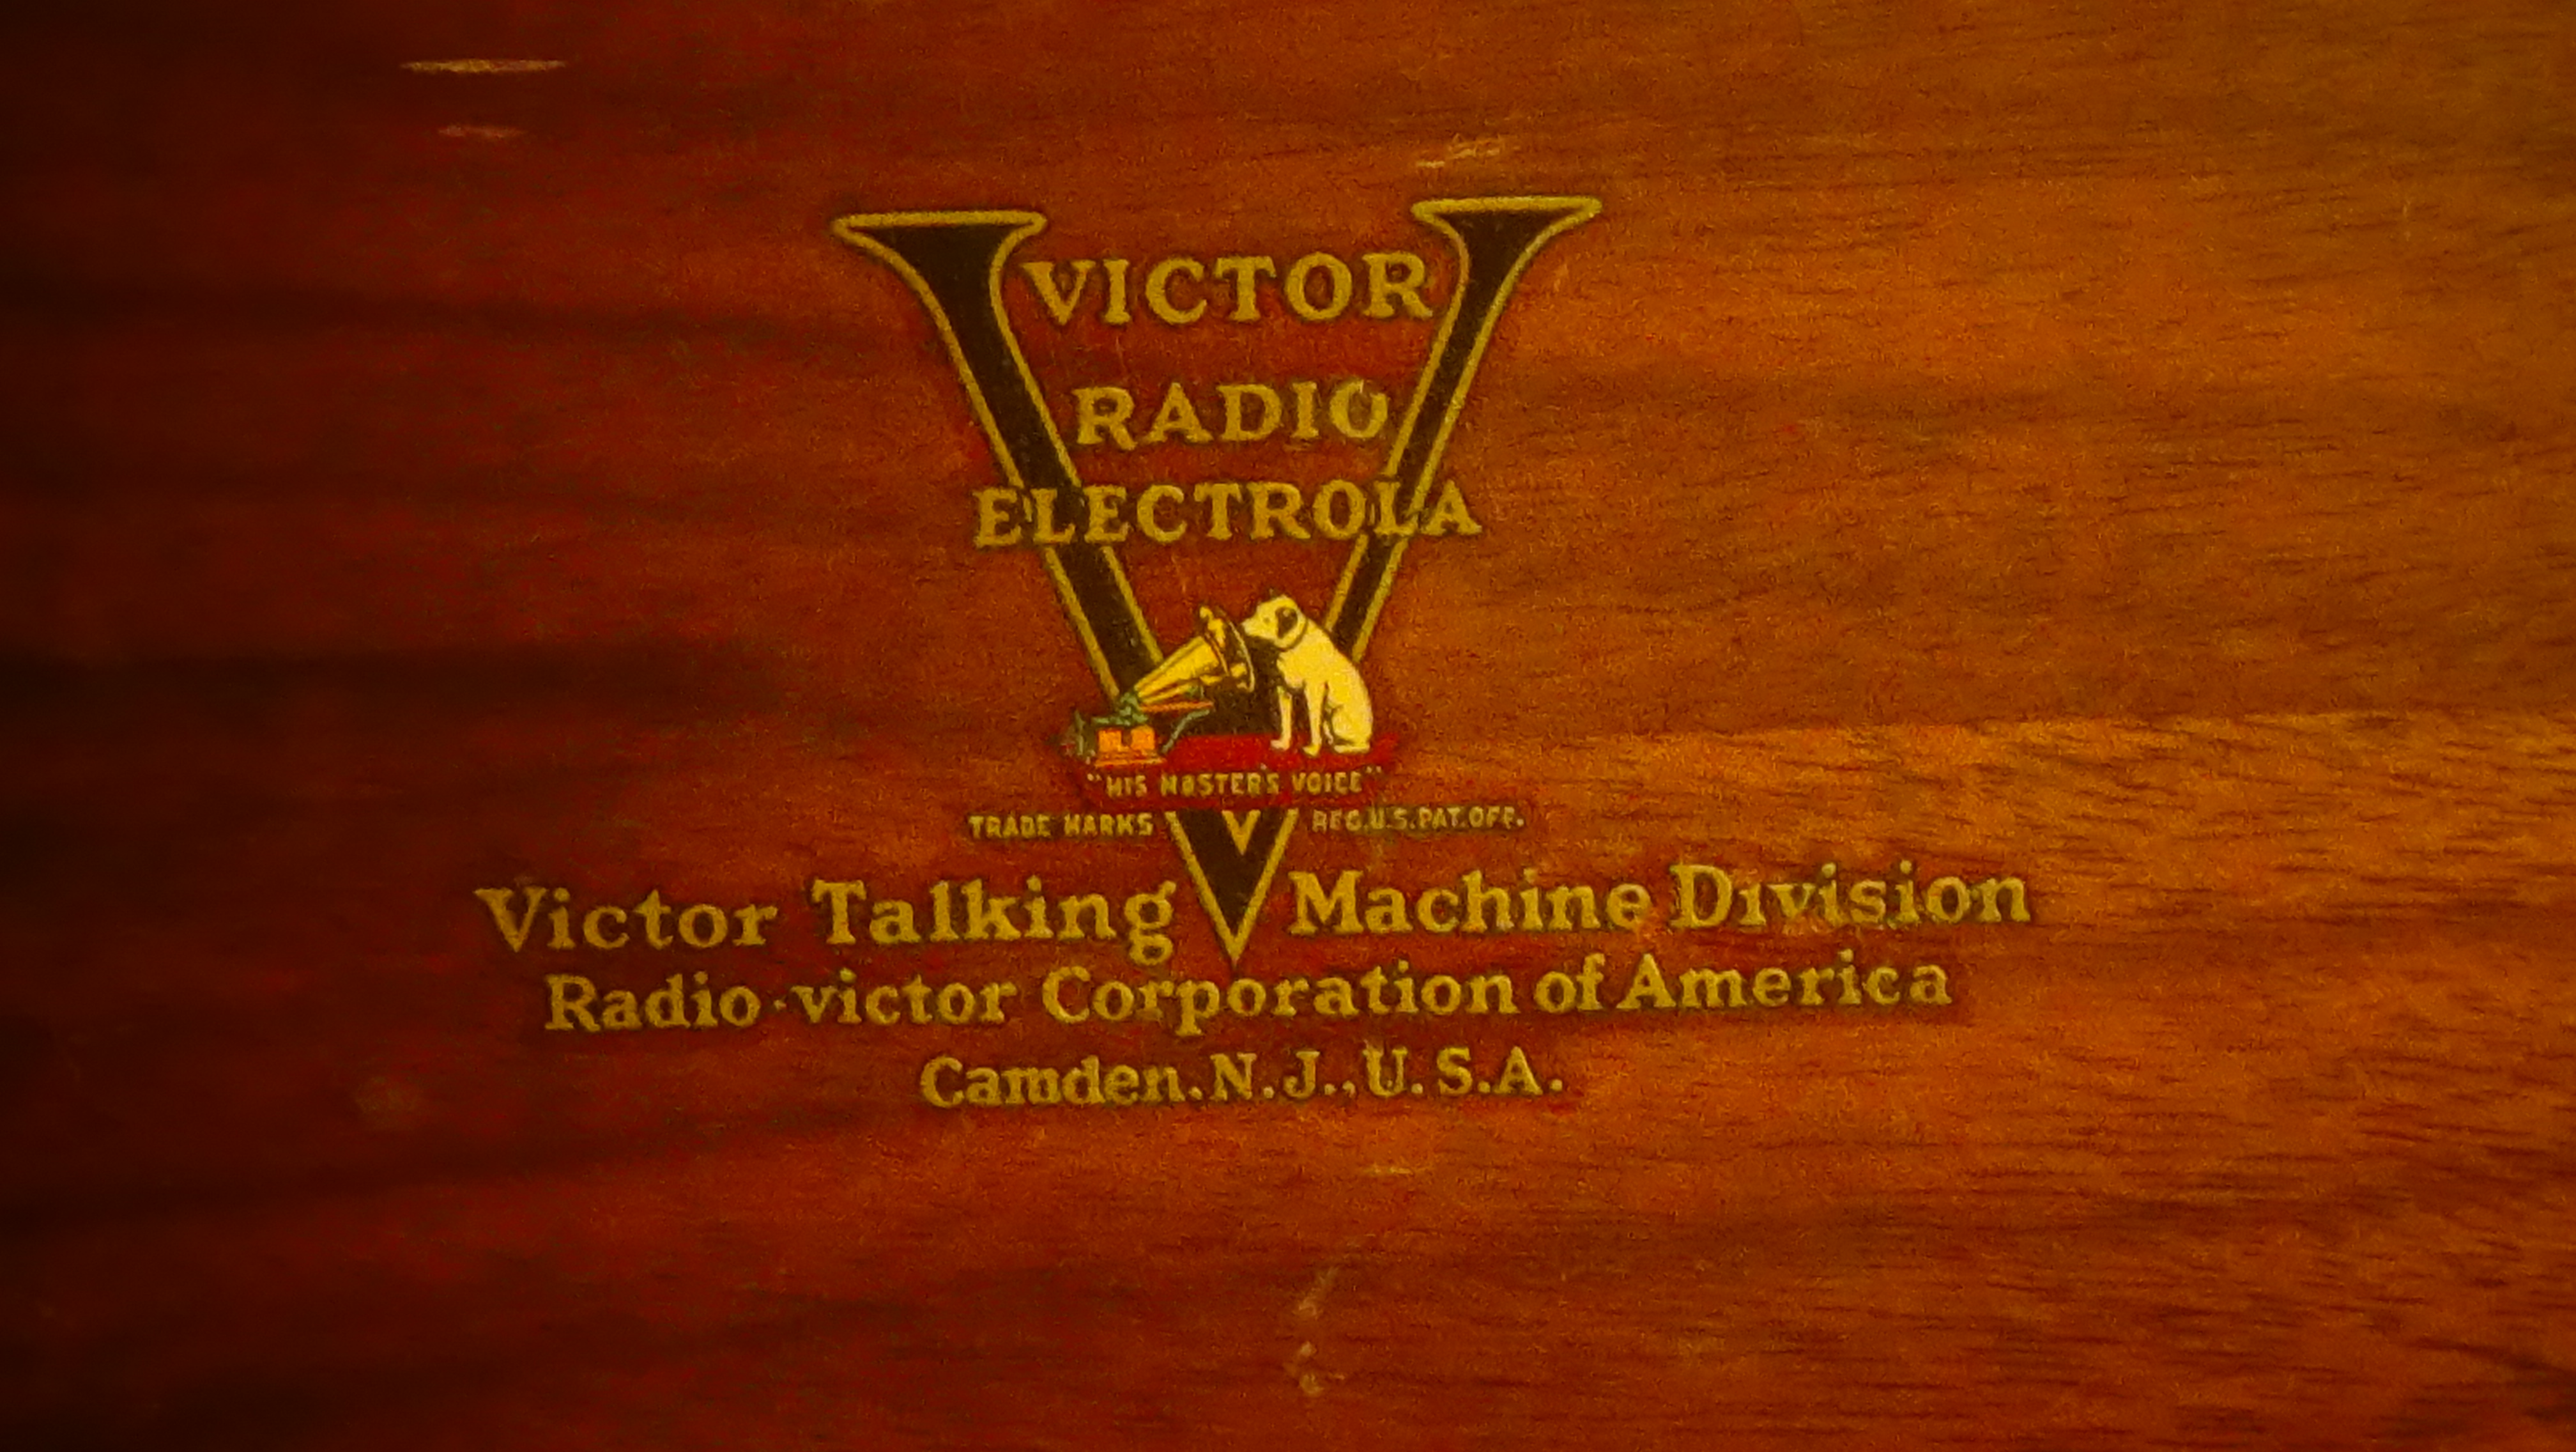 VICTOR
RADIO
ELECTROLA
"HIS MASTER'S VOICE"
TRADE MARKS V REG.U.S.PAT.OFF.
Victor Talking Machine Division
Radio-victor Corporation of America
Camden.N.J.,U.S.A.